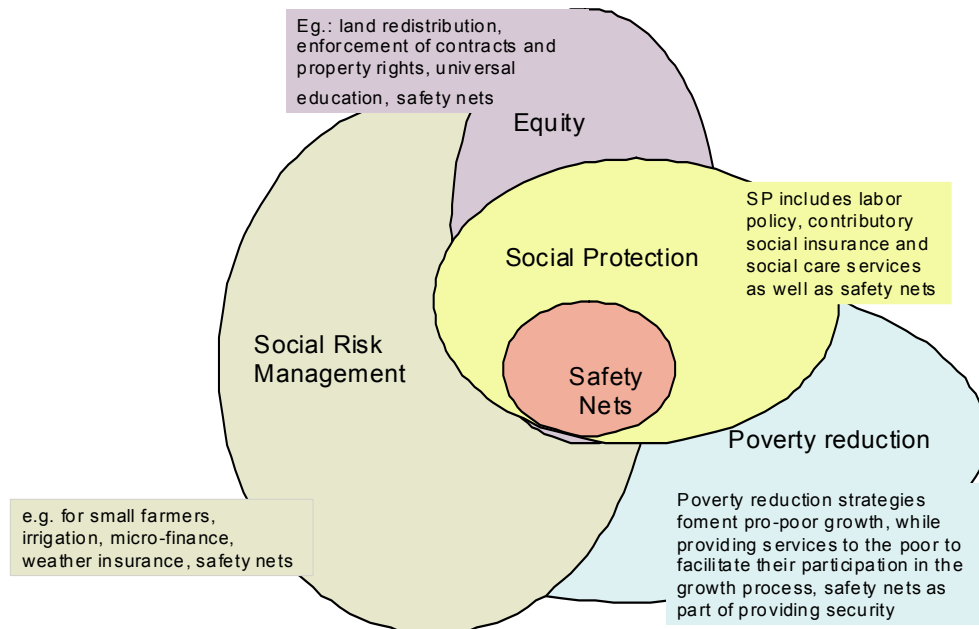 Eg.: land redistribution,
enforcement of contracts and
property rights, universal
education, safety nets
Equity
SP includes labor
policy, contributory
social insurance and
social care services
as well as safety nets
Social Protection
Social Risk
Management
Safety
Nets
Poverty reduction
e.g. for small farmers,
irrigation, micro-finance,
weather insurance, safety nets
Poverty reduction strategies
foment pro-poor growth, while
providing services to the poor to
facilitate their participation in the
growth process, safety nets as
part of providing security